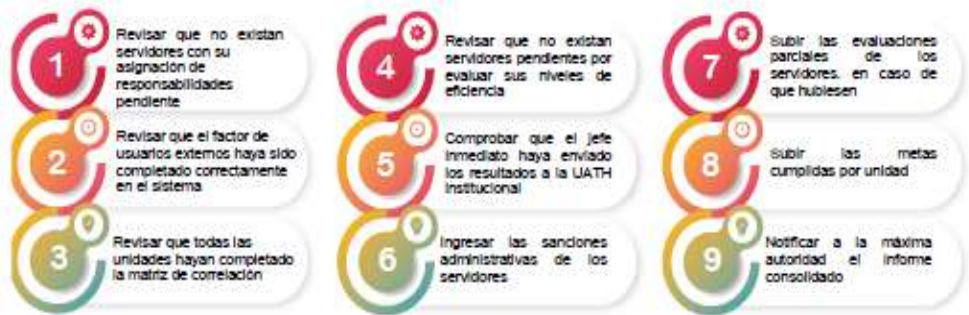 1
Revisar que no existan
servidores con su
asignación de
responsabilidades
pendiente
2
Revisar que el factor de
usuarios externos haya sido
completado correctamente
en el sistema
3
Revisar que todas las
unidades hayan completado
la matriz de correlación
4
Revisar que no existan
servidores pendientes por
evaluar sus niveles de
eficiencia
5
Comprobar que el jefe
inmediato haya enviado
los resultados a la UATH
Institucional
6
Ingresar las sanciones
administrativas de los
servidores
7
Subir las evaluaciones
parciales de los
servidores. en caso de
que hubiesen
8
Subir las metas
cumplidas por unidad
9
Notificar a la máxima
autoridad el informe
consolidado